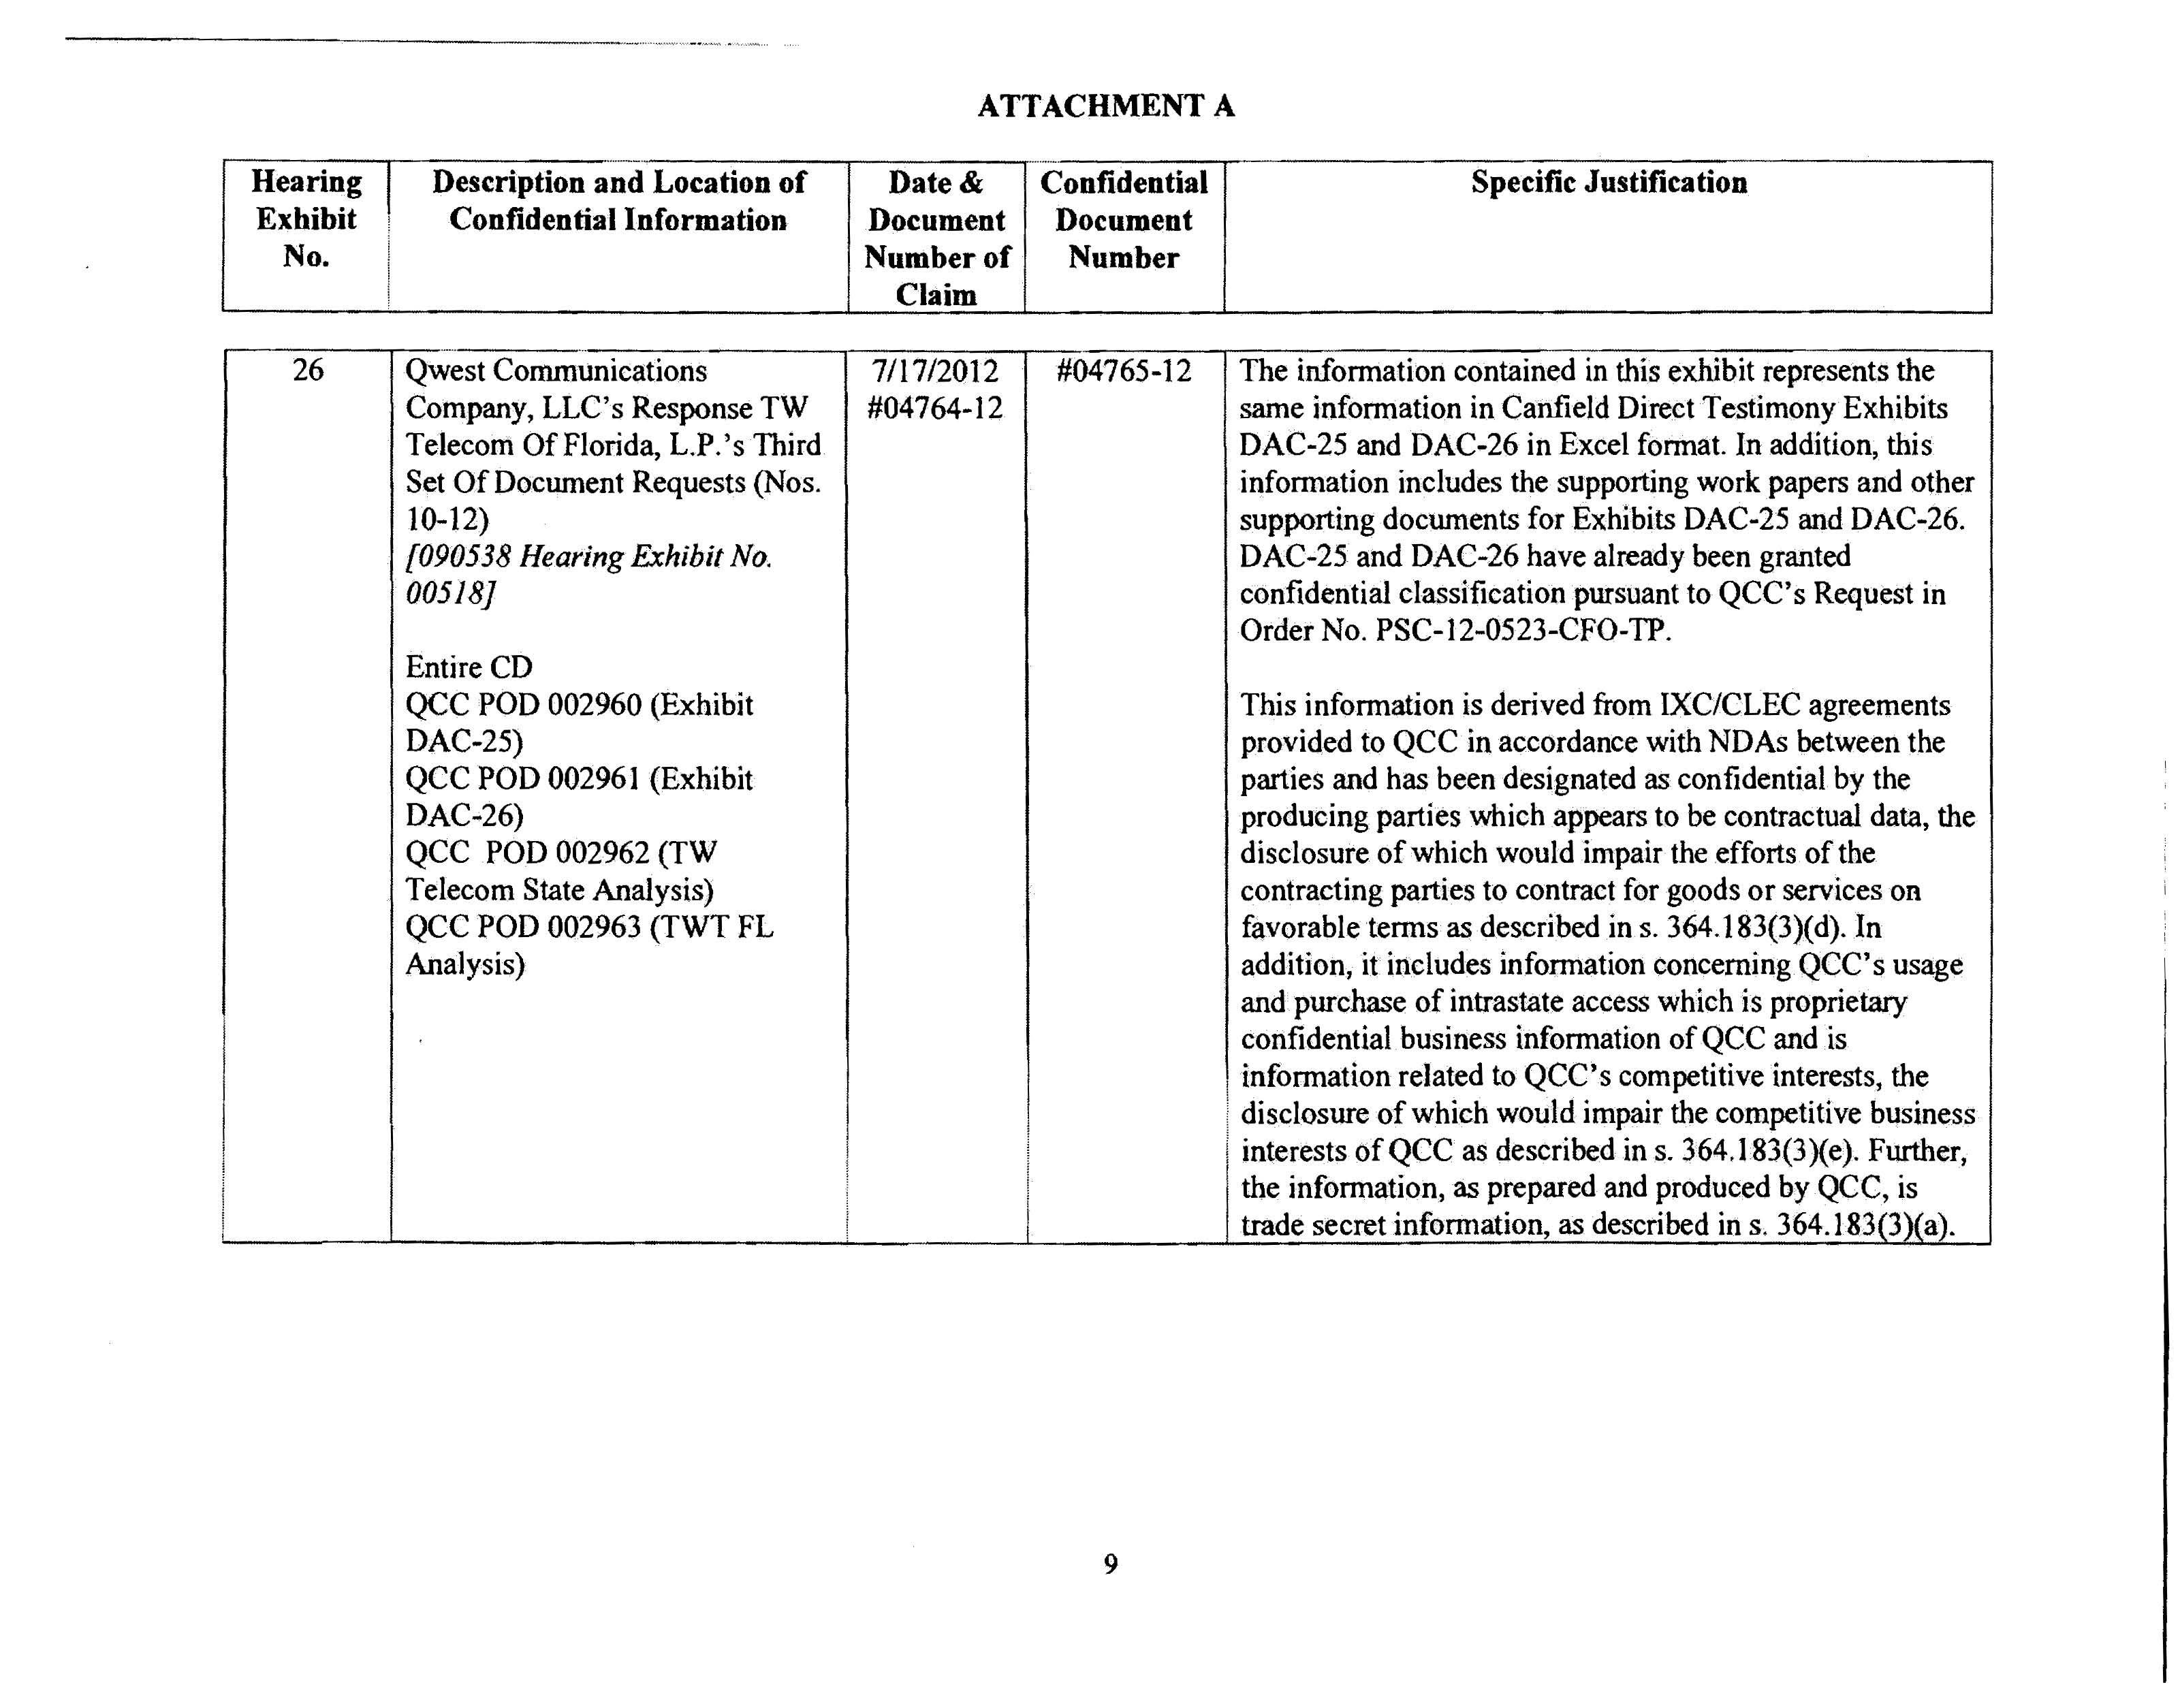 ATTACHMENT A
Hearing
Exhibit
No.
Description and Location of
Confidential Information
Date &
Document
Number of
Claim
Confidential
Document
Number
Specific Justification
26
Qwest Communications
Company, LLC's Response TW
Telecom Of Florida, L.P.'s Third
Set Of Document Requests (Nos.
10-12)
[090538 Hearing Exhibit No.
00518]
Entire CD
QCC POD 002960 (Exhibit
DAC-25)
QCC POD 002961 (Exhibit
DAC-26)
QCC POD 002962 (TW
Telecom State Analysis)
QCC POD 002963 (TWT FL
Analysis)
7/17/2012
#04764-12
#04765-12
The information contained in this exhibit represents the
same information in Canfield Direct Testimony Exhibits
DAC-25 and DAC-26 in Excel format. In addition, this
information includes the supporting work papers and other
supporting documents for Exhibits DAC-25 and DAC-26.
DAC-25 and DAC-26 have already been granted
confidential classification pursuant to QCC's Request in
Order No. PSC-12-0523-CFO-TP.
This information is derived from IXC/CLEC agreements
provided to QCC in accordance with NDAs between the
parties and has been designated as confidential by the
producing parties which appears to be contractual data, the
disclosure of which would impair the efforts of the
contracting parties to contract for goods or services on
favorable terms as described in s. 364.183(3)(d). In
addition, it includes information concerning QCC's usage
and purchase of intrastate access which is proprietary
confidential business information of QCC and is
information related to QCC's competitive interests, the
disclosure of which would impair the competitive business
interests of QCC as described in s. 364.183(3)(e). Further,
the information, as prepared and produced by QCC, is
trade secret information, as described in s. 364.183(3)(a).
9